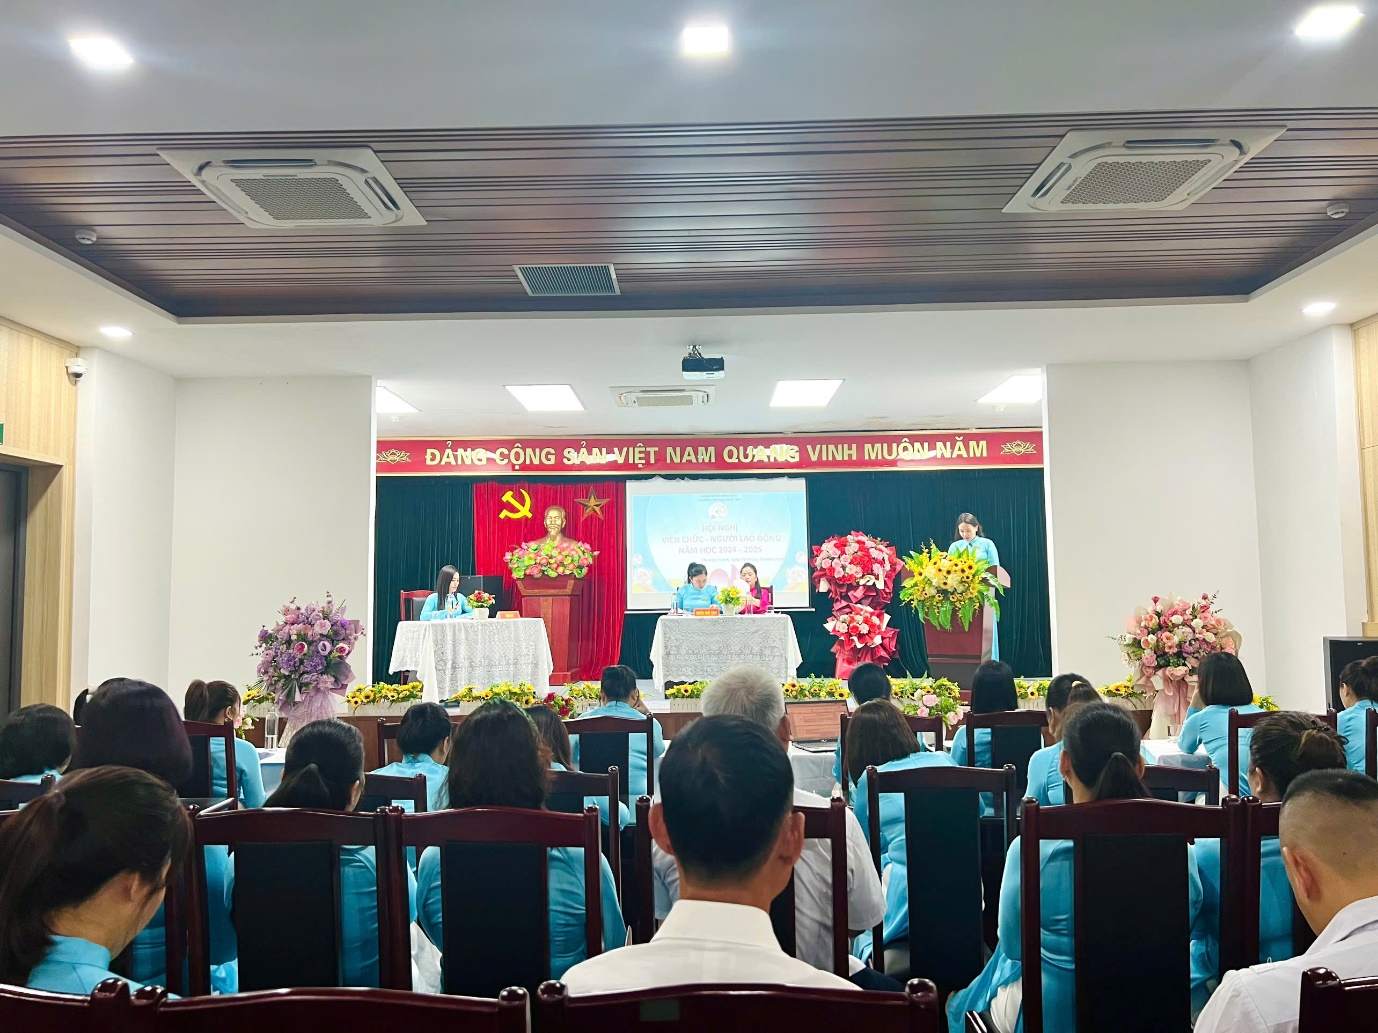 ĐẢNG CỘNG SẢN VIỆT NAM QUANG VINH MUÔN NĂM
HỘI NGHỊ
VIÊN CHỨC - NGƯỜI LAO ĐỘNG
NĂM HỌC 2024 - 2025